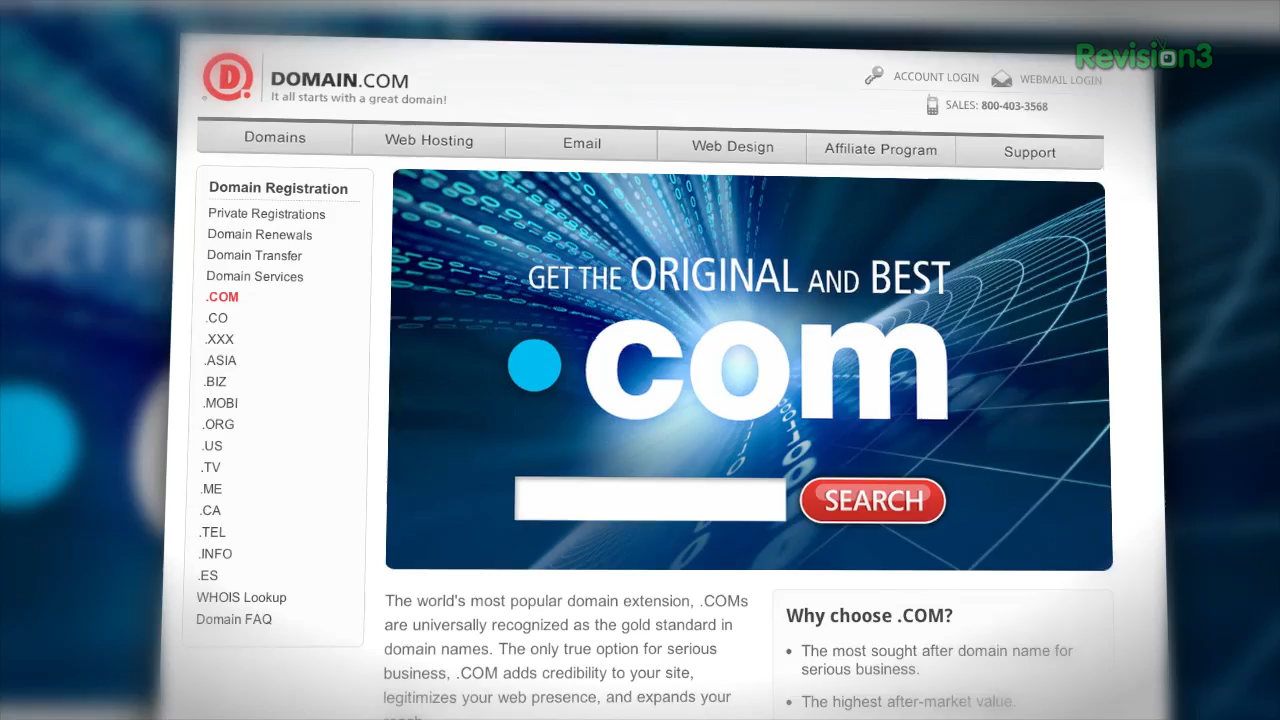 Revision3
D
DOMAIN.COM
It all starts with a great domain!
ACCOUNT LOGIN
WEBMAIL LOGIN
SALES: 800-403-3568
Domains
Web Hosting
Email
Web Design
Affiliate Program
Support
Domain Registration
Private Registrations
Domain Renewals
Domain Transfer
Domain Services
.COM
.CO
.XXX
.ASIA
.BIZ
.MOBI
.ORG
.US
.TV
.ME
.CA
.TEL
.INFO
.ES
WHOIS Lookup
Domain FAQ
GET THE ORIGINAL AND BEST
.com
SEARCH
The world's most popular domain extension, .COMs
are universally recognized as the gold standard in
domain names. The only true option for serious
business, .COM adds credibility to your site,
legitimizes your web presence, and expands your
Why choose .COM?
• The most sought after domain name for
serious business.
• The highest after-market value.